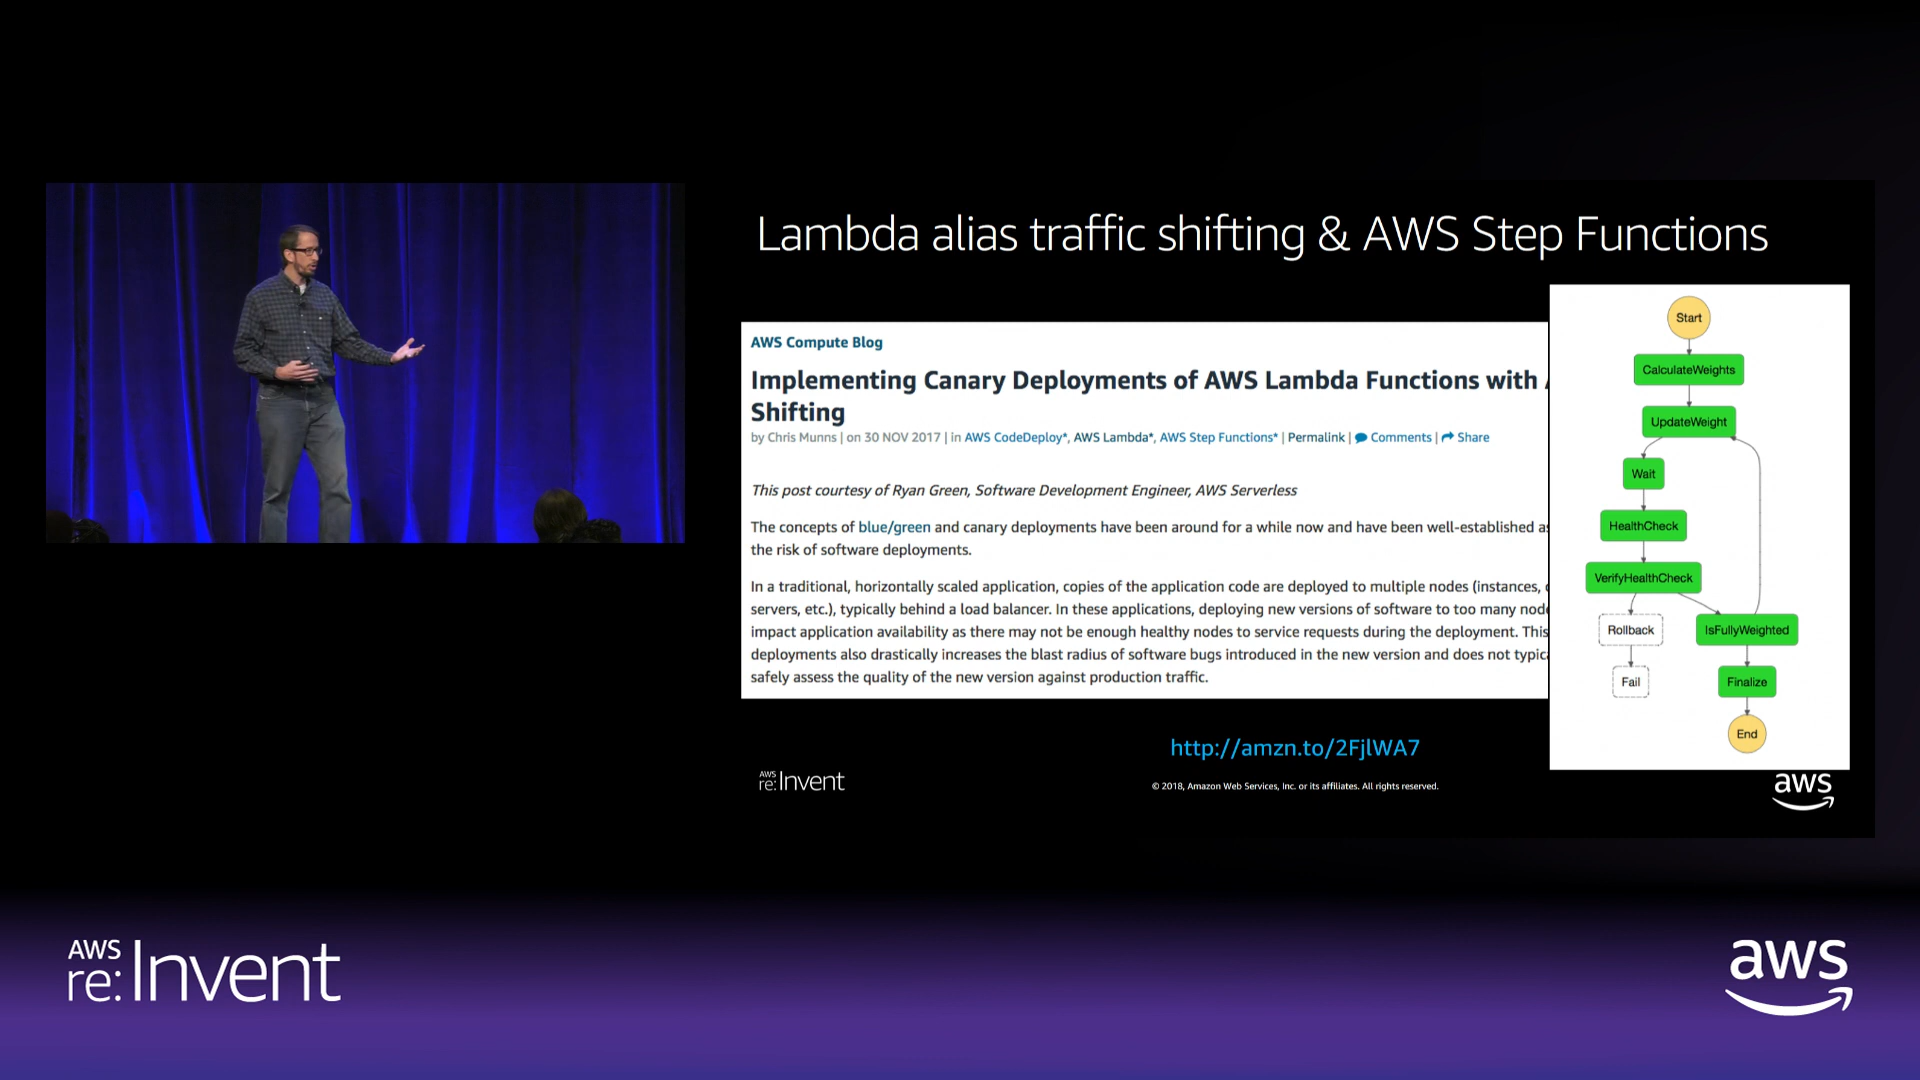 Lambda alias traffic shifting & AWS Step Functions
AWS Compute Blog
Implementing Canary Deployments of AWS Lambda Functions with
Shifting
by Chris Munns | on 30 NOV 2017 | in AWS CodeDeploy*, AWS Lambda*, AWS Step Functions* | Permalink | Comments | Share
This post courtesy of Ryan Green, Software Development Engineer, AWS Serverless
The concepts of blue/green and canary deployments have been around for a while now and have been well-established as
the risk of software deployments.
In a traditional, horizontally scaled application, copies of the application code are deployed to multiple nodes (instances,
servers, etc.), typically behind a load balancer. In these applications, deploying new versions of software to too many
impact application availability as there may not be enough healthy nodes to service requests during the deployment. This
deployments also drastically increases the blast radius of software bugs introduced in the new version and does not
safely assess the quality of the new version against production traffic.
Start
CalculateWeights
UpdateWeight
Wait
HealthCheck
VerifyHealthCheck
Rollback
IsFullyWeighted
Fail
Finalize
End
http://amzn.to/2FjlWA7
AWS
re:Invent
© 2018, Amazon Web Services, Inc. or its affiliates. All rights reserved.
aws
AWS
re:Invent
aws